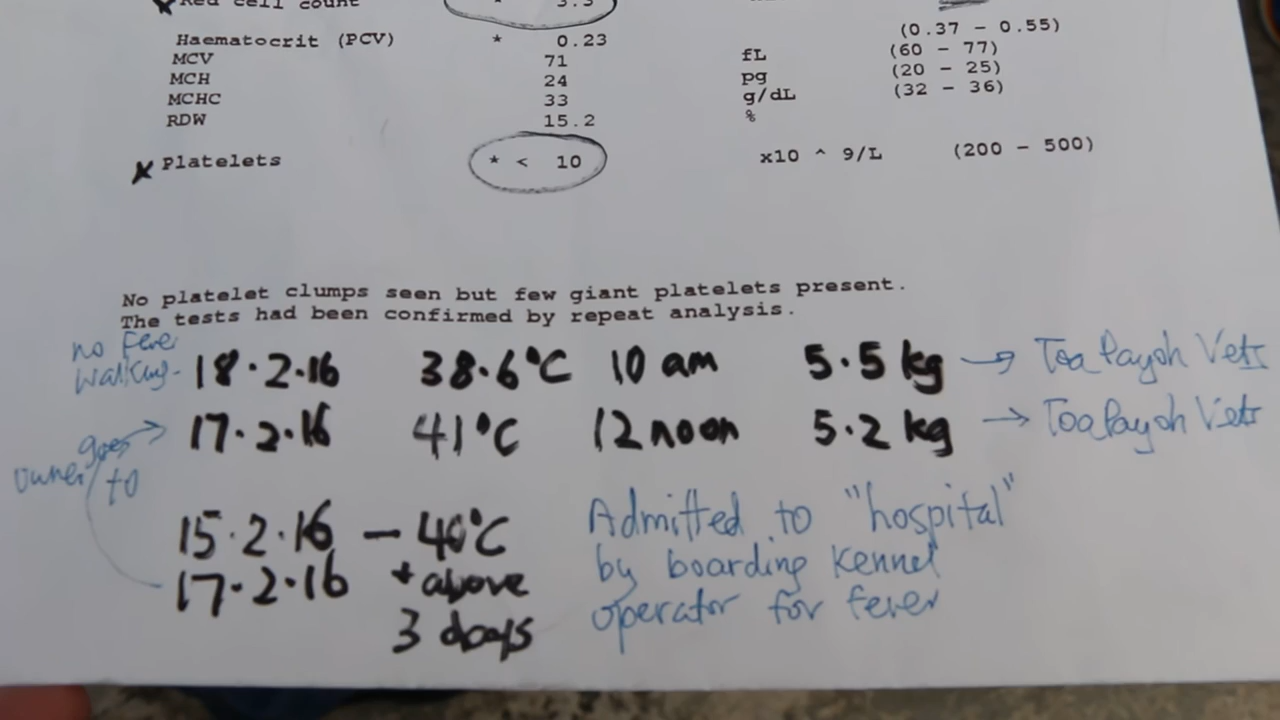 Red cell count * 3.3
Haematocrit (PCV) * 0.23 (0.37 - 0.55)
MCV 71 fL (60 - 77)
MCH 24 pg (20 - 25)
MCHC 33 g/dL (32 - 36)
RDW 15.2 %
x Platelets * < 10 x10 ^ 9/L (200 - 500)
No platelet clumps seen but few giant platelets present.
The tests had been confirmed by repeat analysis.
no Fever
walking-
18.2.16 38.6°C 10 am 5.5 kg → Toa Payoh Vets
17.2.16 41°C 12 noon 5.2 kg → Toa Payoh Vets
owner goes
to
15.2.16 - 40°C
17.2.16 + above
3 days
Admitted to "hospital"
by boarding kennel
operator for fever